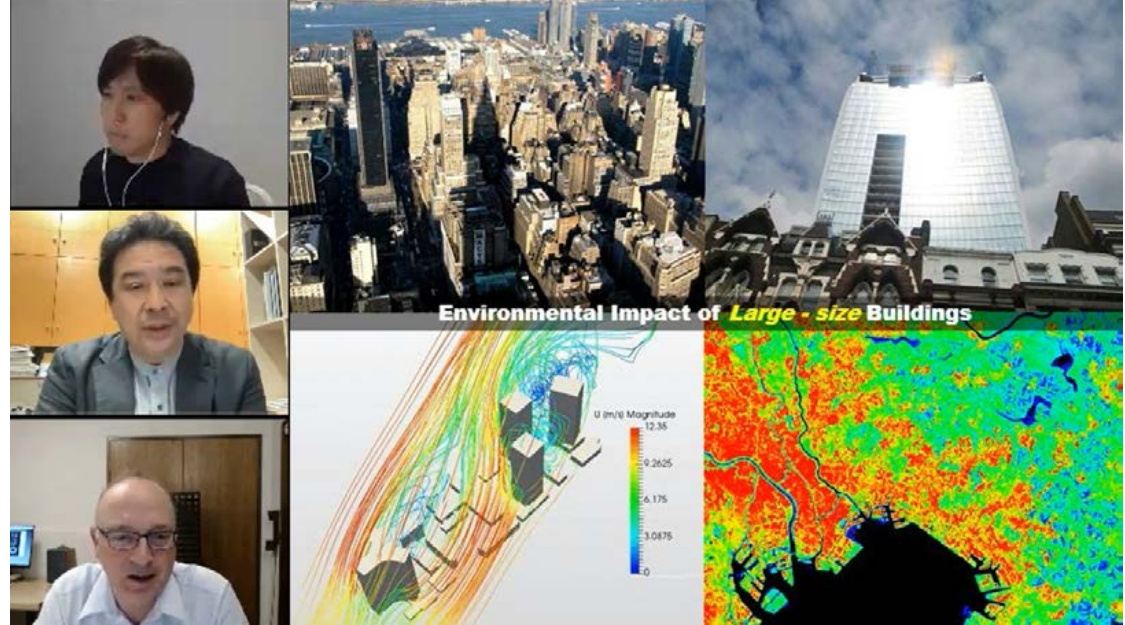 Environmental Impact of Large - size Buildings
U (m/s) Magnitude
12.35
9.2625
6.175
3.0875
0